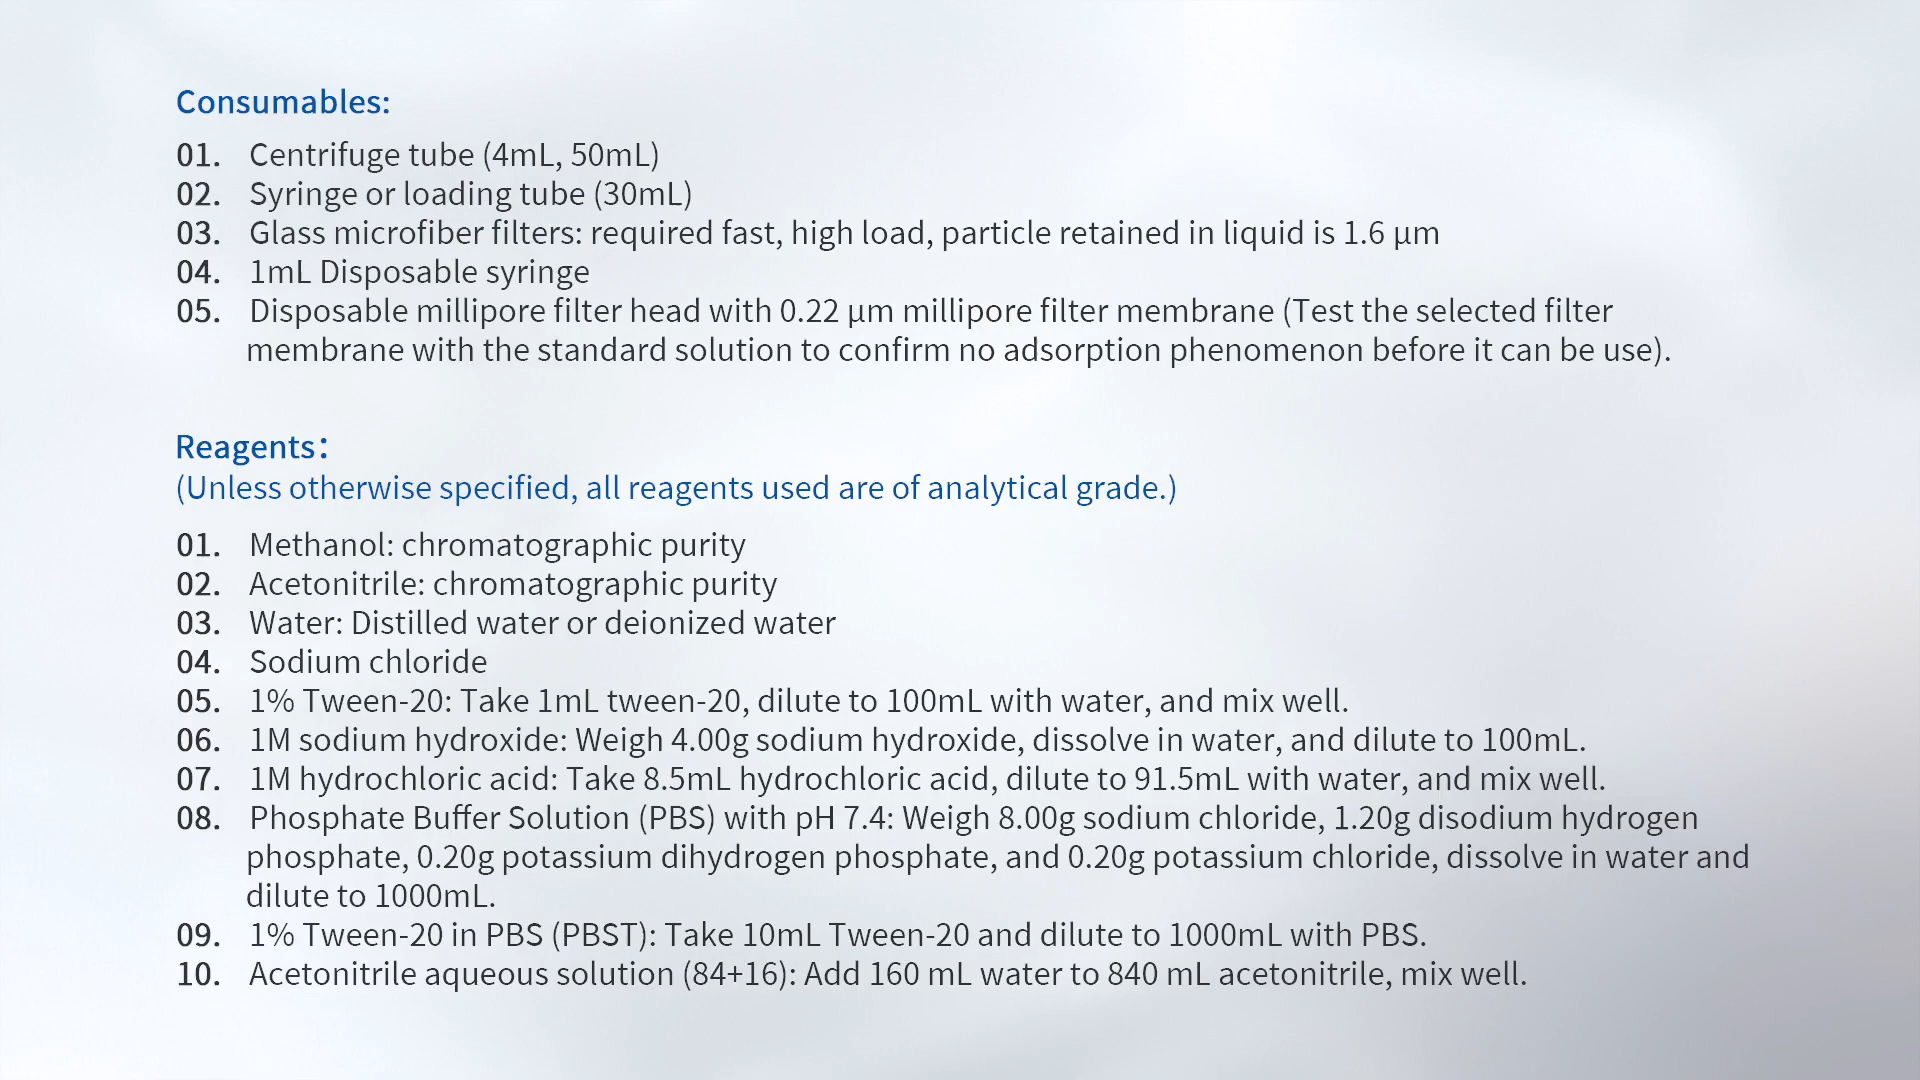 Consumables:
01. Centrifuge tube (4mL, 50mL)
02. Syringe or loading tube (30mL)
03. Glass microfiber filters: required fast, high load, particle retained in liquid is 1.6 μm
04. 1mL Disposable syringe
05. Disposable millipore filter head with 0.22 μm millipore filter membrane (Test the selected filter
membrane with the standard solution to confirm no adsorption phenomenon before it can be use).
Reagents:
(Unless otherwise specified, all reagents used are of analytical grade.)
01. Methanol: chromatographic purity
02. Acetonitrile: chromatographic purity
03. Water: Distilled water or deionized water
04. Sodium chloride
05. 1% Tween-20: Take 1mL tween-20, dilute to 100mL with water, and mix well.
06. 1M sodium hydroxide: Weigh 4.00g sodium hydroxide, dissolve in water, and dilute to 100mL.
07. 1M hydrochloric acid: Take 8.5mL hydrochloric acid, dilute to 91.5mL with water, and mix well.
08. Phosphate Buffer Solution (PBS) with pH 7.4: Weigh 8.00g sodium chloride, 1.20g disodium hydrogen
phosphate, 0.20g potassium dihydrogen phosphate, and 0.20g potassium chloride, dissolve in water and
dilute to 1000mL.
09. 1% Tween-20 in PBS (PBST): Take 10mL Tween-20 and dilute to 1000mL with PBS.
10. Acetonitrile aqueous solution (84+16): Add 160 mL water to 840 mL acetonitrile, mix well.